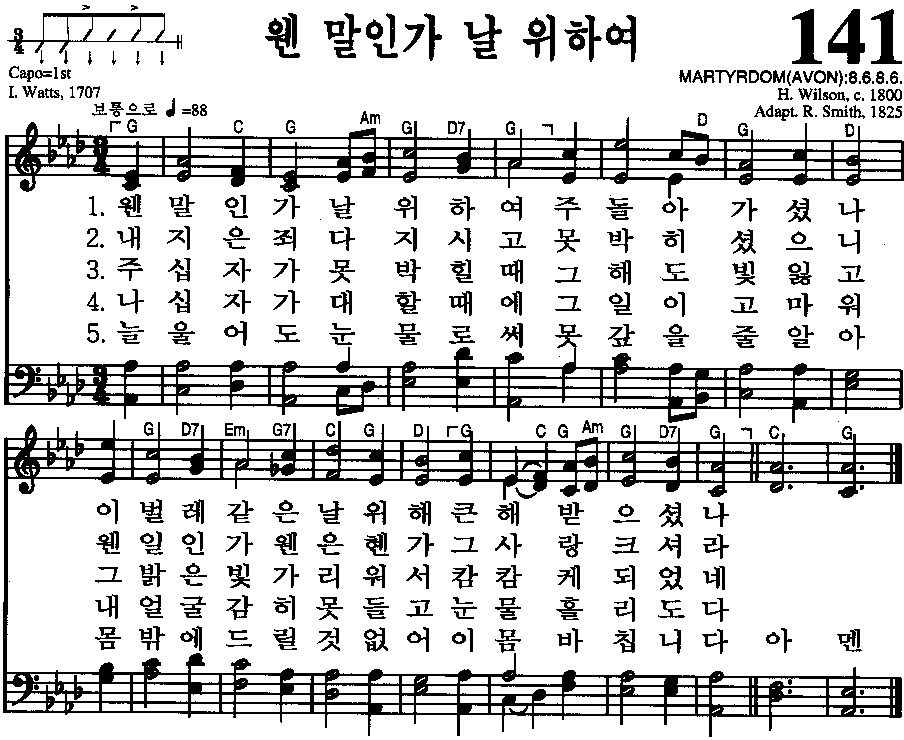 웬 말인가 날 위하여
141
3/4
Capo=1st
I. Watts, 1707
MARTYRDOM(AVON):8.6.8.6.
H. Wilson, c. 1800
Adapt. R. Smith, 1825
보통으로 ♩=88
G C G Am G D7 G D G D
1. 웬 말 인 가 날 위 하 여 주 돌 아 가 셨 나
2. 내 지 은 죄 다 지 시 고 못 박 히 셨 으 니
3. 주 십 자 가 못 박 힐 때 그 해 도 빛 잃 고
4. 나 십 자 가 대 할 때 에 그 일 이 고 마 워
5. 늘 울 어 도 눈 물 로 써 못 갚 을 줄 알 아
G D7 Em G7 C G D G C G Am G D7 G C G
이 벌 레 같 은 날 위 해 큰 해 받 으 셨 나
웬 일 인 가 웬 은 혠 가 그 사 랑 크 셔 라
그 밝 은 빛 가 리 워 서 캄 캄 케 되 었 네
내 얼 굴 감 히 못 들 고 눈 물 흘 리 도 다
몸 밖 에 드 릴 것 없 어 이 몸 바 칩 니 다 아 멘